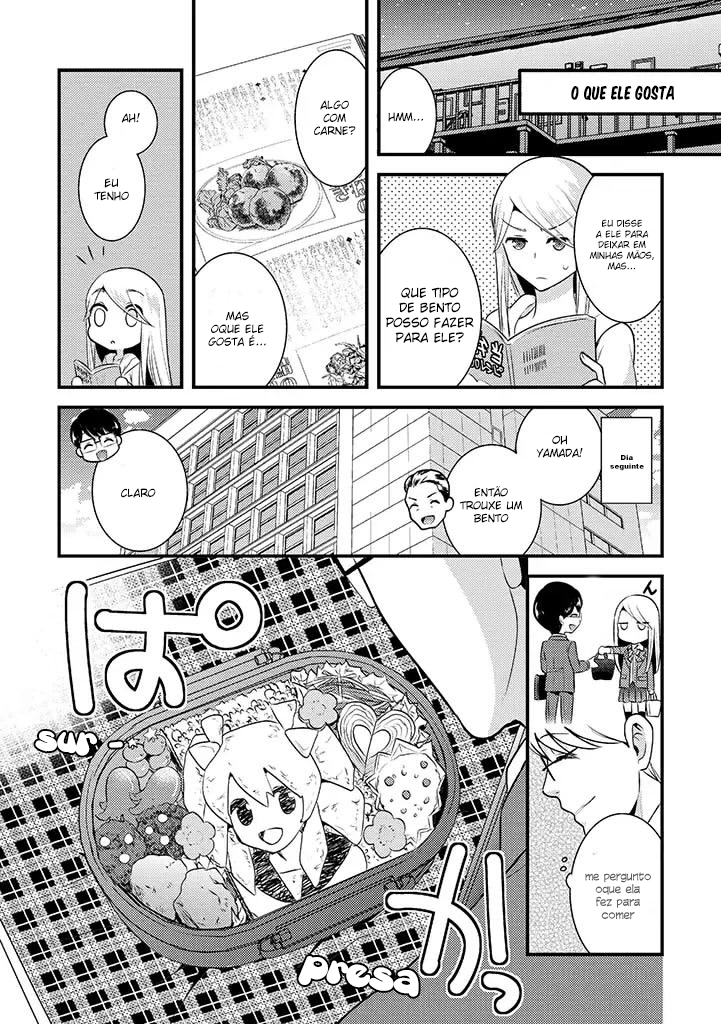 O QUE ELE GOSTA
HMM...
EU DISSE
A ELE PARA
DEIXAR EM
MINHAS MÃOS,
MAS...
QUE TIPO
DE BENTO
POSSO FAZER
PARA ELE?
ALGO
COM
CARNE?
MAS
OQUE ELE
GOSTA É...
AH!
EU
TENHO
Dia
seguinte
OH
YAMADA!
ENTÃO
TROUXE UM
BENTO
CLARO
ん
me pergunto
oque ela
fez para
comer
ぱ
sur -
かっ
presa